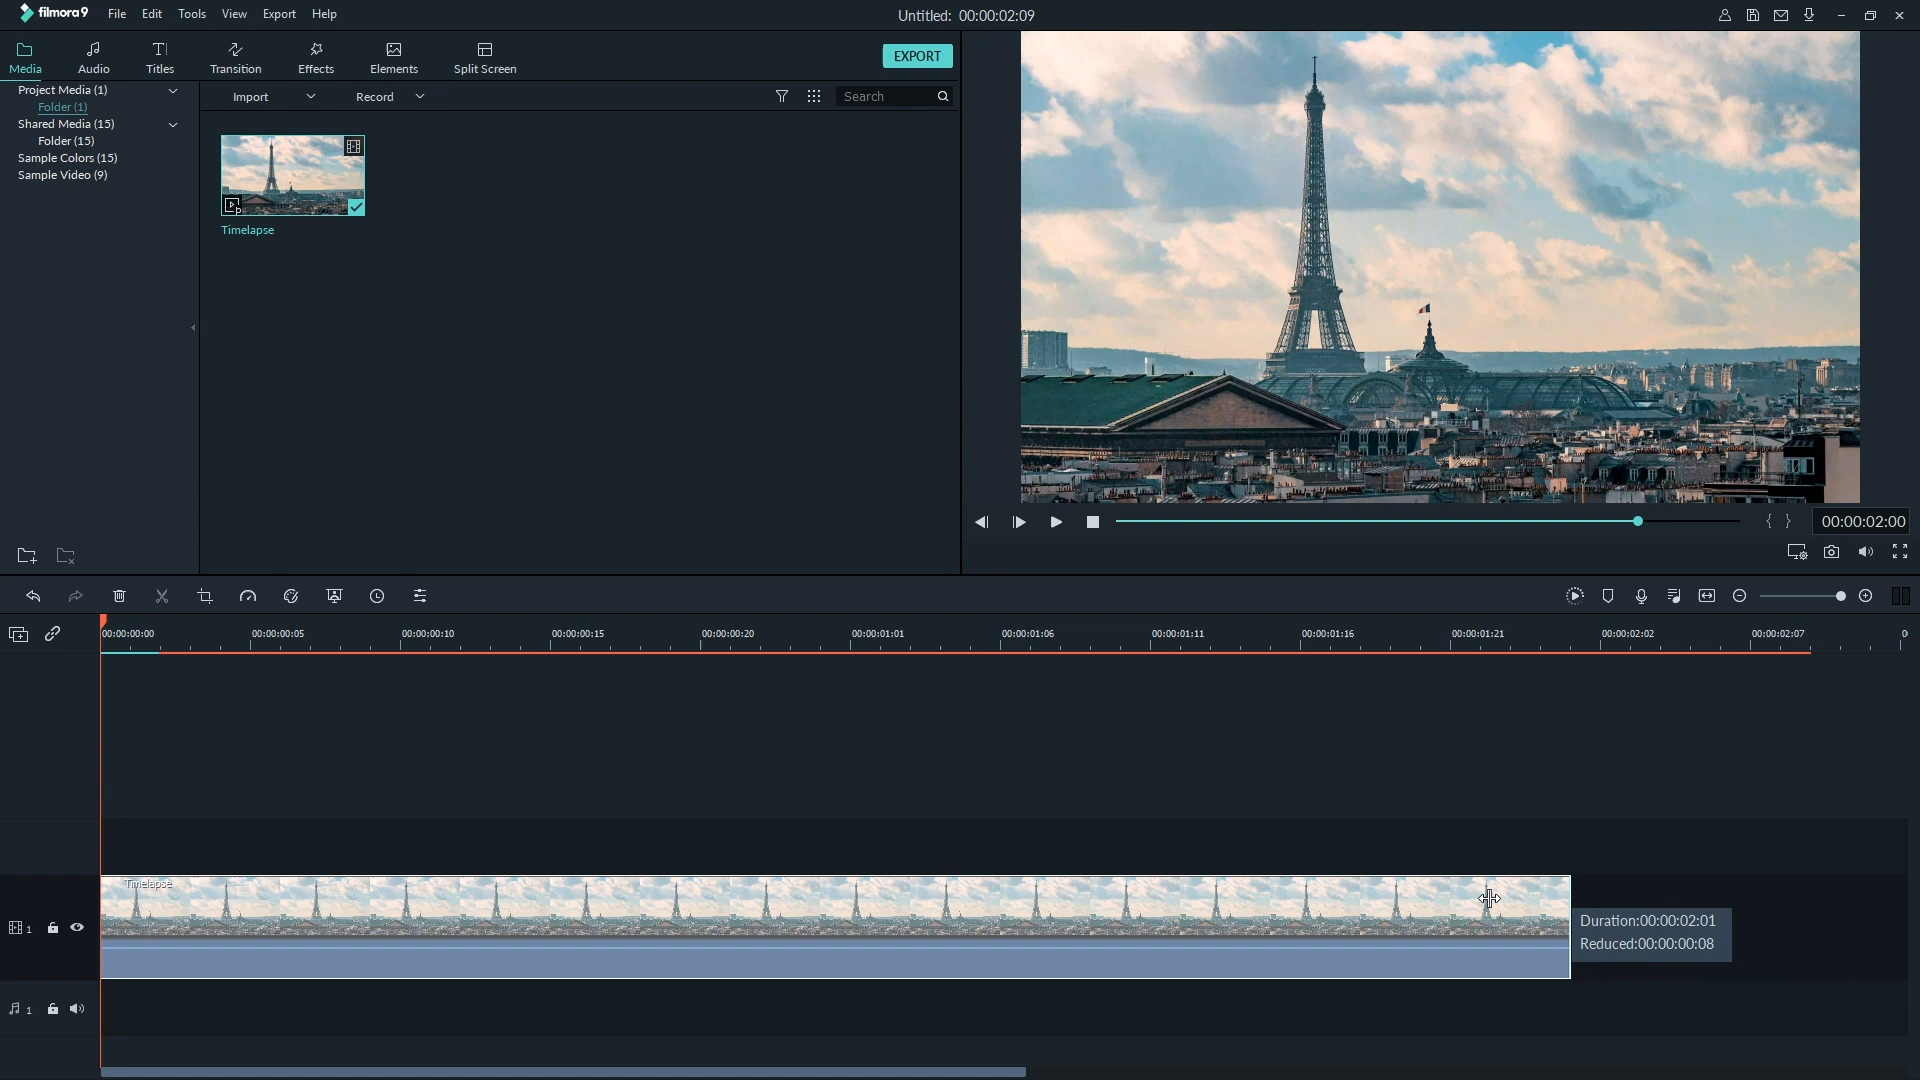 filmora9 File Edit Tools View Export Help Untitled: 00:00:02:09
Media Audio Titles Transition Effects Elements Split Screen EXPORT
Project Media (1)
Folder (1)
Shared Media (15)
Folder (15)
Sample Colors (15)
Sample Video (9)
Import Record Search
Timelapse
00:00:02:00
00:00:00:00 00:00:00:05 00:00:00:10 00:00:00:15 00:00:00:20 00:00:01:01 00:00:01:06 00:00:01:11 00:00:01:16 00:00:01:21 00:00:02:02 00:00:02:07
Timelapse
1
Duration:00:00:02:01
Reduced:00:00:00:08
1